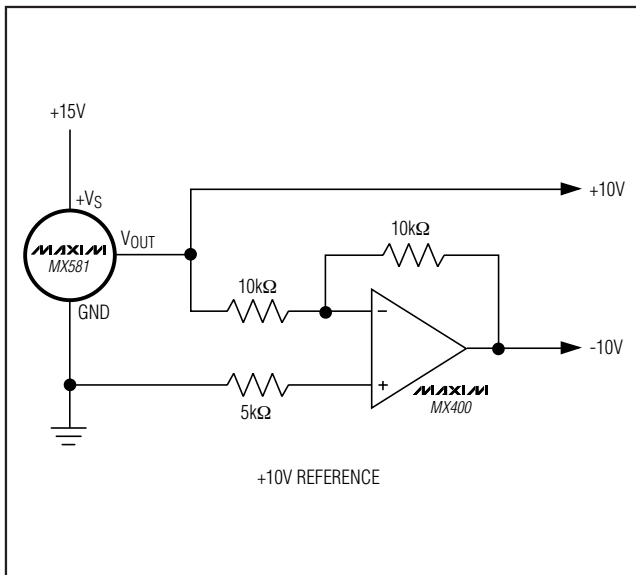 +15V
+VS
+10V
MAXIM
MX581
VOUT
10kΩ
10kΩ
GND
−
-10V
+
MAXIM
MX400
5kΩ
+10V REFERENCE